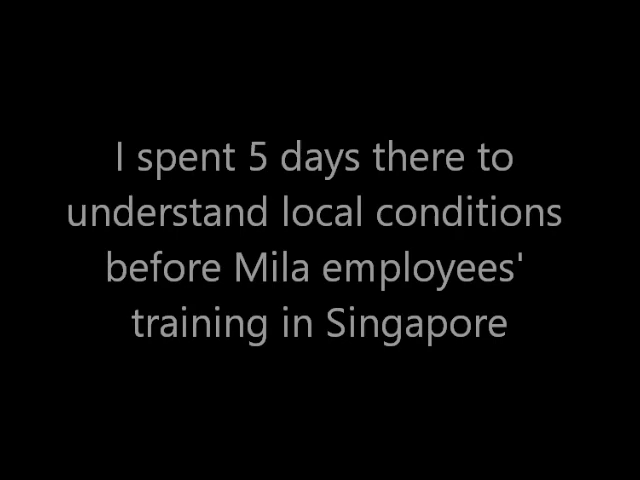 I spent 5 days there to
understand local conditions
before Mila employees'
training in Singapore